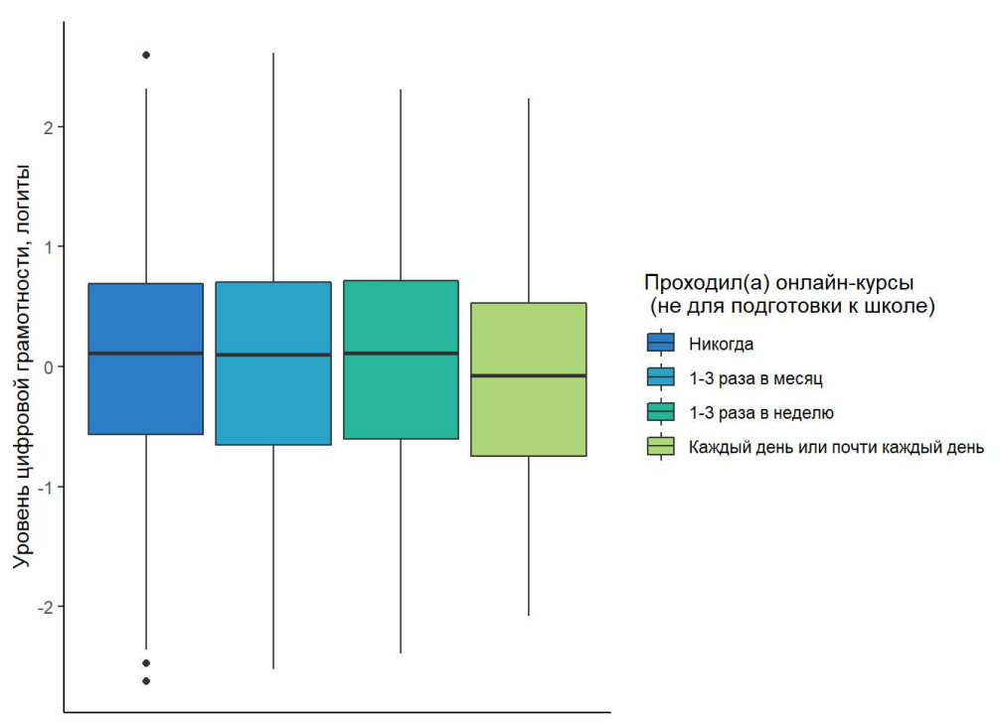 Уровень цифровой грамотности, логиты
2
1
0
-1
-2
Проходил(а) онлайн-курсы
(не для подготовки к школе)
Никогда
1-3 раза в месяц
1-3 раза в неделю
Каждый день или почти каждый день